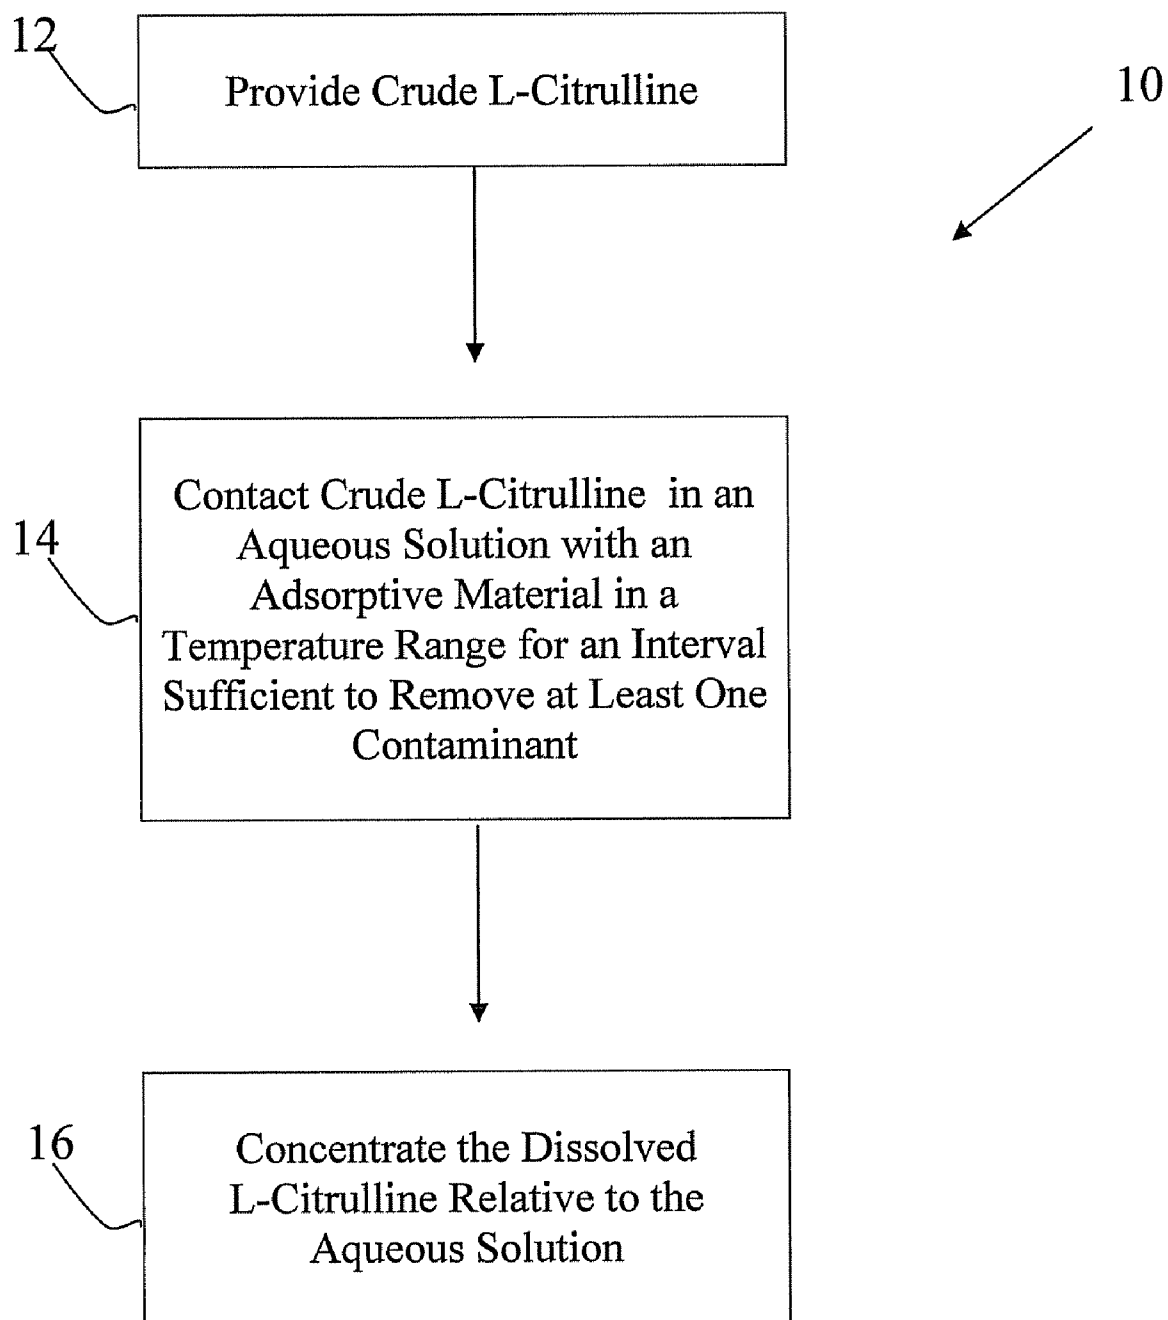 12
Provide Crude L-Citrulline
10
14
Contact Crude L-Citrulline in an
Aqueous Solution with an
Adsorptive Material in a
Temperature Range for an Interval
Sufficient to Remove at Least One
Contaminant
16
Concentrate the Dissolved
L-Citrulline Relative to the
Aqueous Solution